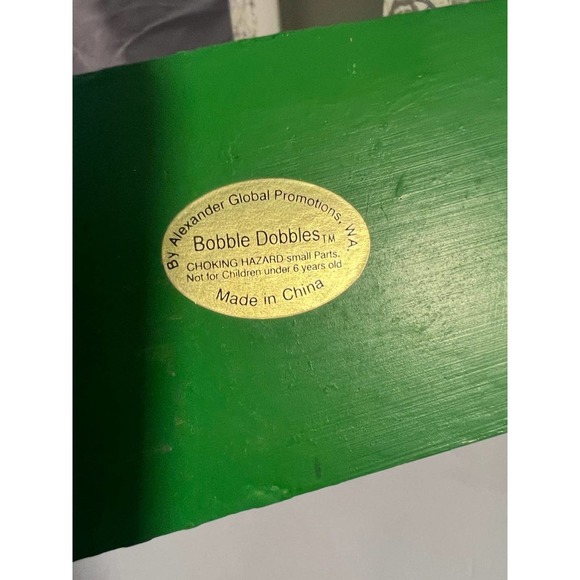 By Alexander Global Promotions, WA
Bobble Dobbles TM
CHOKING HAZARD small Parts.
Not for Children under 6 years old
Made in China